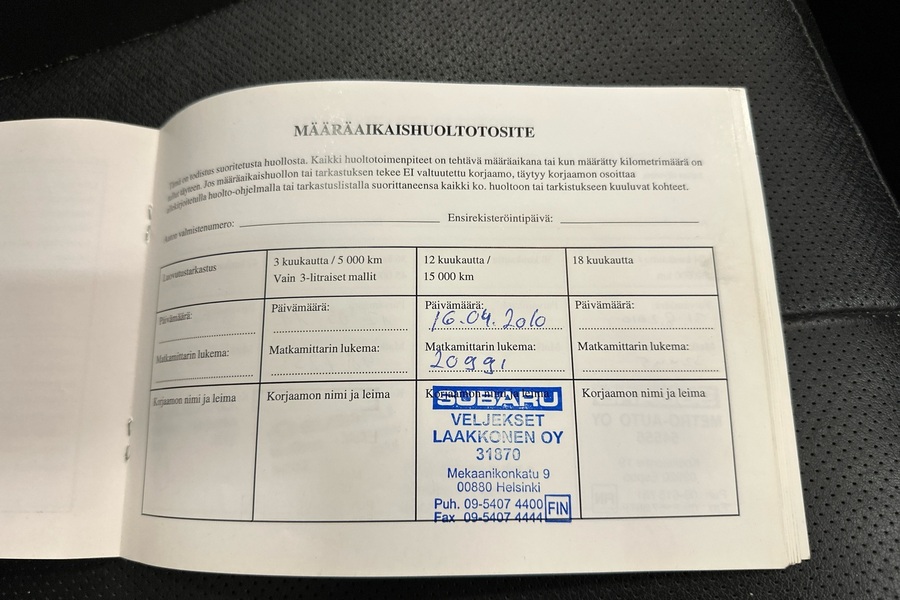 MÄÄRÄAIKAISHUOLTOTOSITE
Tämä on todistus suoritetusta huollosta. Kaikki huoltotoimenpiteet on tehtävä määräaikana tai kun määrätty kilometrimäärä on
tullut täyteen. Jos määräaikaishuollon tai tarkastuksen tekee EI valtuutettu korjaamo, täytyy korjaamon osoittaa
allekirjoitetulla huolto-ohjelmalla tai tarkastuslistalla suorittaneensa kaikki ko. huoltoon tai tarkistukseen kuuluvat kohteet.
Auton valmistenumero: Ensirekisteröintipäivä:
Luovutustarkastus
3 kuukautta / 5 000 km
Vain 3-litraiset mallit
12 kuukautta /
15 000 km
18 kuukautta
Päivämäärä:
Päivämäärä:
Päivämäärä:
16.04.2010
Päivämäärä:
Matkamittarin lukema:
Matkamittarin lukema:
Matkamittarin lukema:
20991
Matkamittarin lukema:
Korjaamon nimi ja leima
Korjaamon nimi ja leima
Korjaamon nimi ja leima
SUBARU
VELJEKSET
LAAKKONEN OY
31870
Mekaanikonkatu 9
00880 Helsinki
Puh. 09-5407 4400
Fax 09-5407 4444
FIN
Korjaamon nimi ja leima